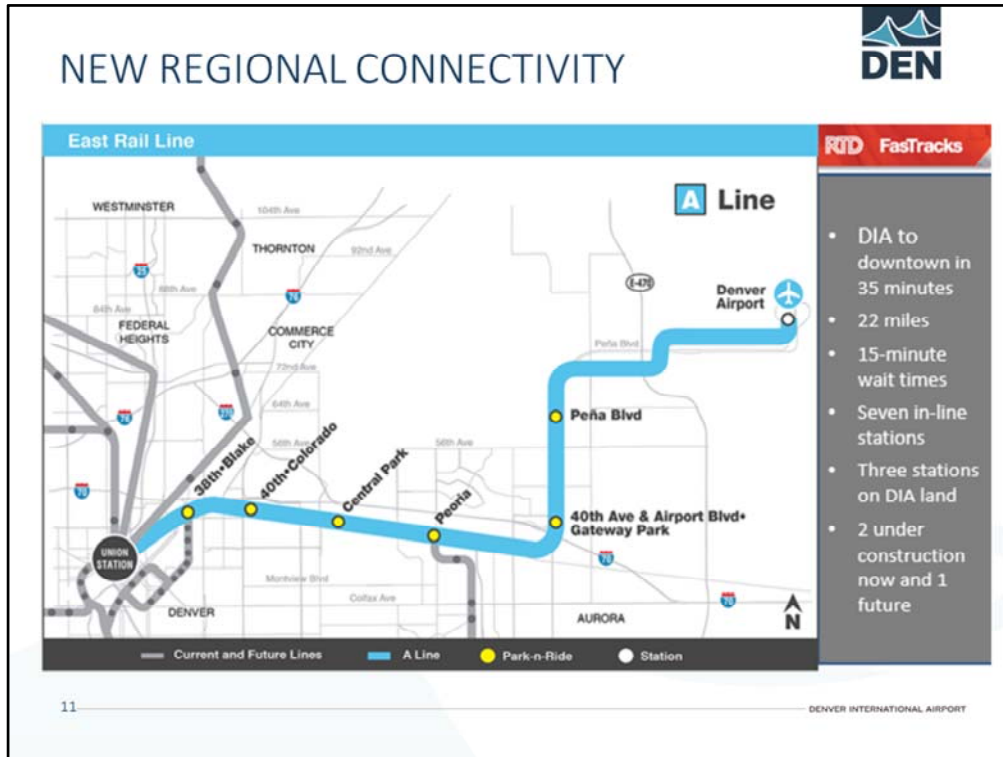 NEW REGIONAL CONNECTIVITY
DEN
East Rail Line
RTD FasTracks
A Line
WESTMINSTER
104th Ave
THORNTON
92nd Ave
25
76
88th Ave
84th Ave
E-470
Denver
Airport
FEDERAL
HEIGHTS
COMMERCE
CITY
Peña Blvd
72nd Ave
270
64th Ave
76
56th Ave
56th Ave
Peña Blvd
38th•Blake
40th•Colorado
Central Park
Peoria
70
40th Ave & Airport Blvd•
Gateway Park
UNION
STATION
70
Montview Blvd
Colfax Ave
70
DENVER
AURORA
N
Current and Future Lines
A Line
Park-n-Ride
Station
• DIA to
downtown in
35 minutes
• 22 miles
• 15-minute
wait times
• Seven in-line
stations
• Three stations
on DIA land
• 2 under
construction
now and 1
future
11
DENVER INTERNATIONAL AIRPORT